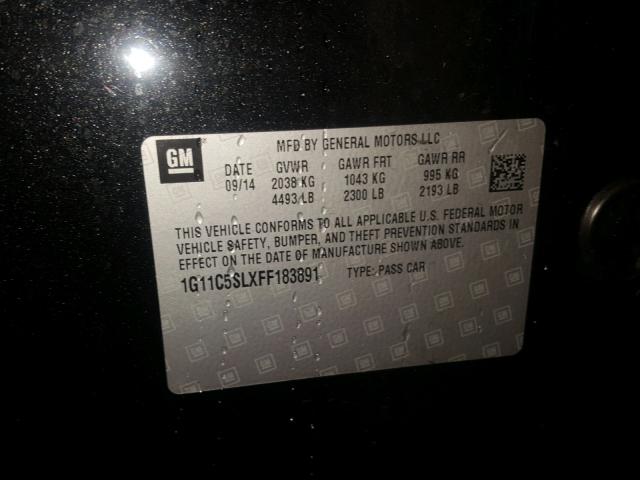 GM
MFD BY GENERAL MOTORS LLC
DATE GVWR GAWR FRT GAWR RR
09/14 2038 KG 1043 KG 995 KG
4493 LB 2300 LB 2193 LB
THIS VEHICLE CONFORMS TO ALL APPLICABLE U.S. FEDERAL MOTOR
VEHICLE SAFETY, BUMPER, AND THEFT PREVENTION STANDARDS IN
EFFECT ON THE DATE OF MANUFACTURE SHOWN ABOVE.
1G11C5SLXFF183891 TYPE: PASS CAR